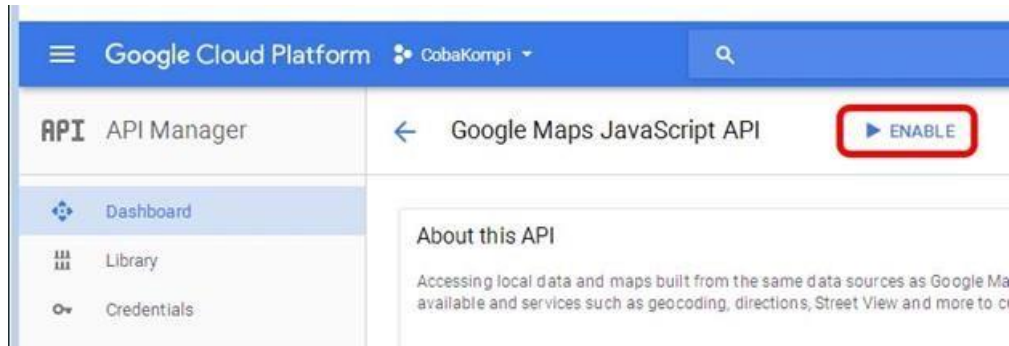 Google Cloud Platform CobaKompi
API API Manager
Google Maps JavaScript API ENABLE
Dashboard
Library
Credentials
About this API
Accessing local data and maps built from the same data sources as Google Ma
available and services such as geocoding, directions, Street View and more to c